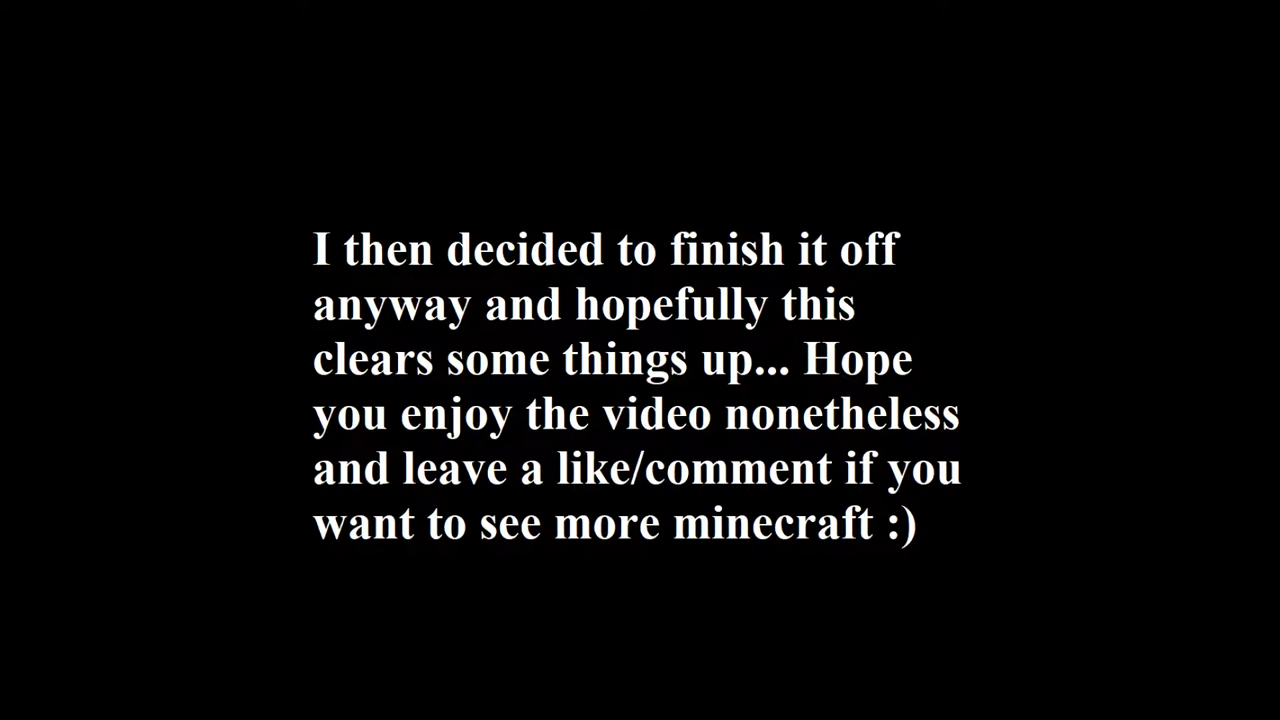 I then decided to finish it off
anyway and hopefully this
clears some things up... Hope
you enjoy the video nonetheless
and leave a like/comment if you
want to see more minecraft :)